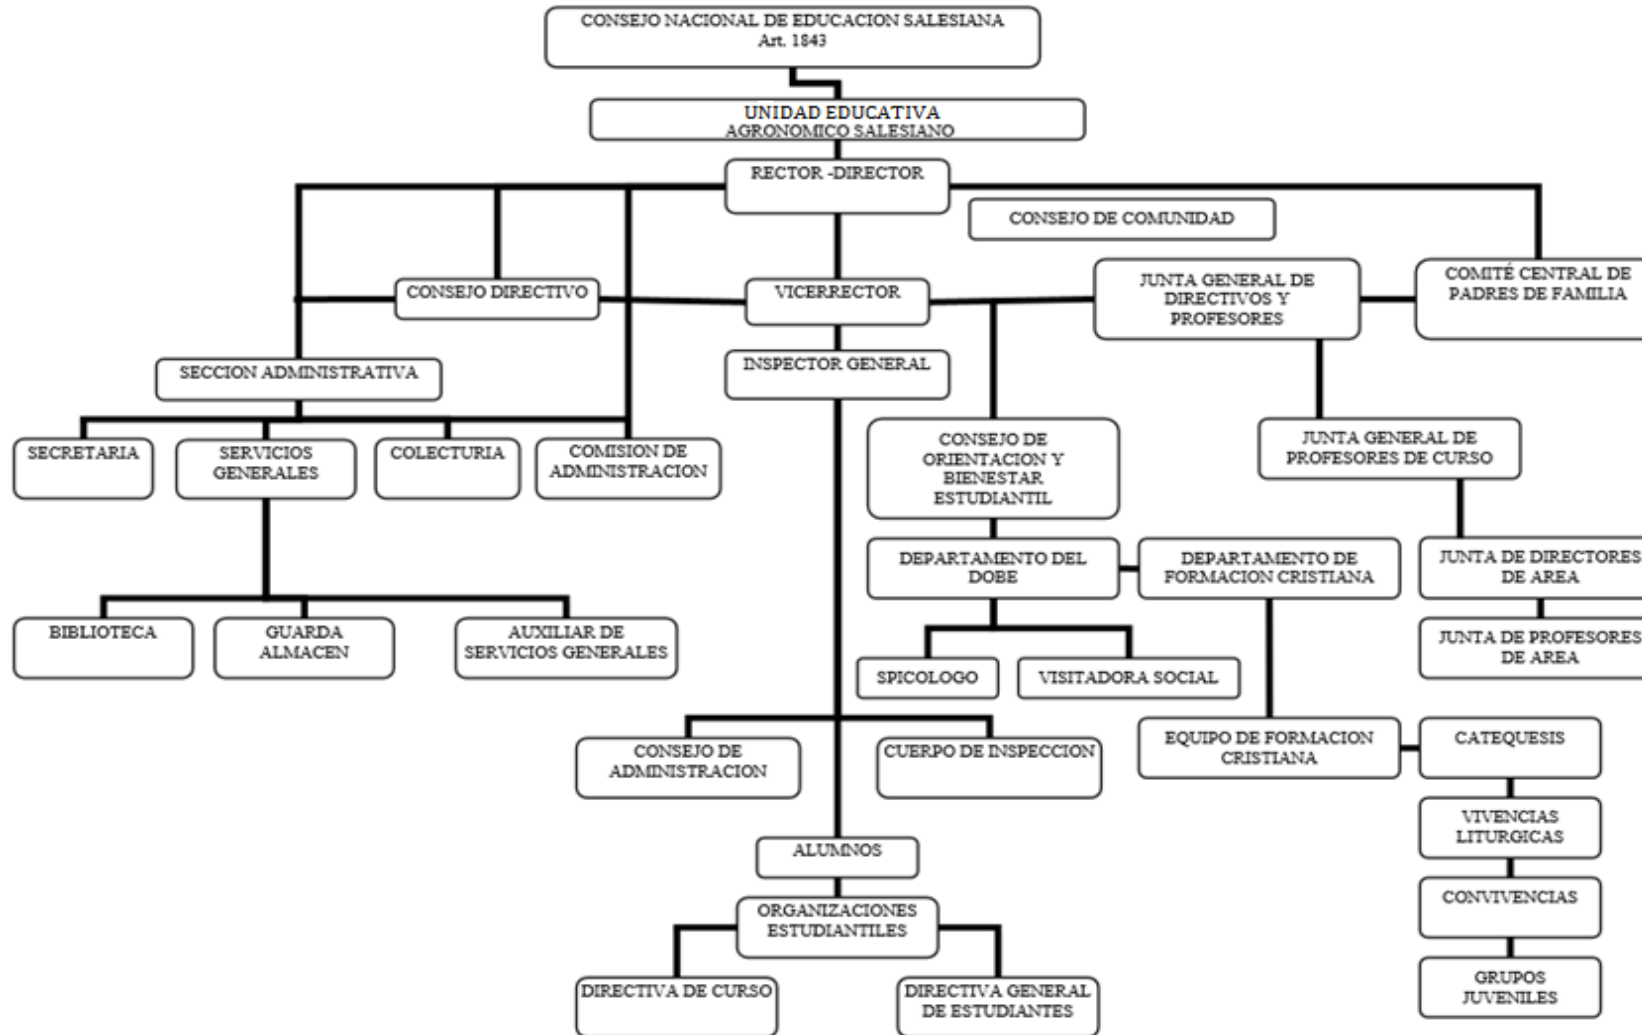 CONSEJO NACIONAL DE EDUCACION SALESIANA
Art. 1843
UNIDAD EDUCATIVA
AGRONOMICO SALESIANO
RECTOR -DIRECTOR
CONSEJO DE COMUNIDAD
CONSEJO DIRECTIVO
VICERRECTOR
JUNTA GENERAL DE
DIRECTIVOS Y
PROFESORES
COMITÉ CENTRAL DE
PADRES DE FAMILIA
SECCION ADMINISTRATIVA
INSPECTOR GENERAL
SECRETARIA
SERVICIOS
GENERALES
COLECTURIA
COMISION DE
ADMINISTRACION
CONSEJO DE
ORIENTACION Y
BIENESTAR
ESTUDIANTIL
JUNTA GENERAL DE
PROFESORES DE CURSO
DEPARTAMENTO DEL
DOBE
DEPARTAMENTO DE
FORMACION CRISTIANA
JUNTA DE DIRECTORES
DE AREA
BIBLIOTECA
GUARDA
ALMACEN
AUXILIAR DE
SERVICIOS GENERALES
JUNTA DE PROFESORES
DE AREA
SPICOLOGO
VISITADORA SOCIAL
CONSEJO DE
ADMINISTRACION
CUERPO DE INSPECCION
EQUIPO DE FORMACION
CRISTIANA
CATEQUESIS
VIVENCIAS
LITURGICAS
ALUMNOS
CONVIVENCIAS
ORGANIZACIONES
ESTUDIANTILES
DIRECTIVA DE CURSO
DIRECTIVA GENERAL
DE ESTUDIANTES
GRUPOS
JUVENILES